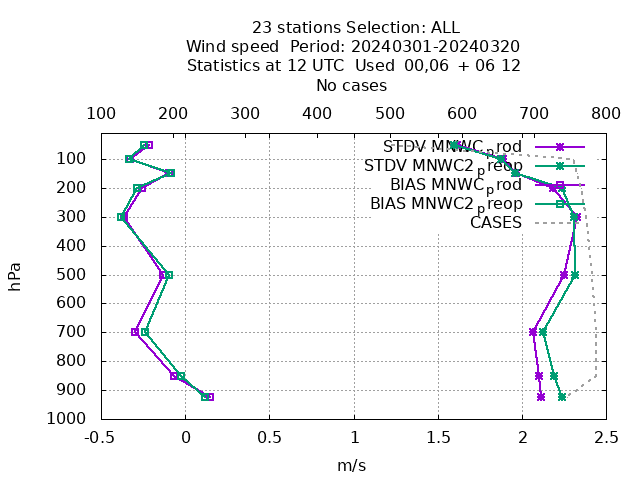 23 stations Selection: ALL
Wind speed  Period: 20240301-20240320
Statistics at 12 UTC  Used  00,06  + 06 12
No cases
100 200 300 400 500 600 700 800
STDV MNWC_prod
STDV MNWC2_preop
BIAS MNWC_prod
BIAS MNWC2_preop
CASES
100
200
300
400
500
600
700
800
900
1000
hPa
-0.5 0 0.5 1 1.5 2 2.5
m/s